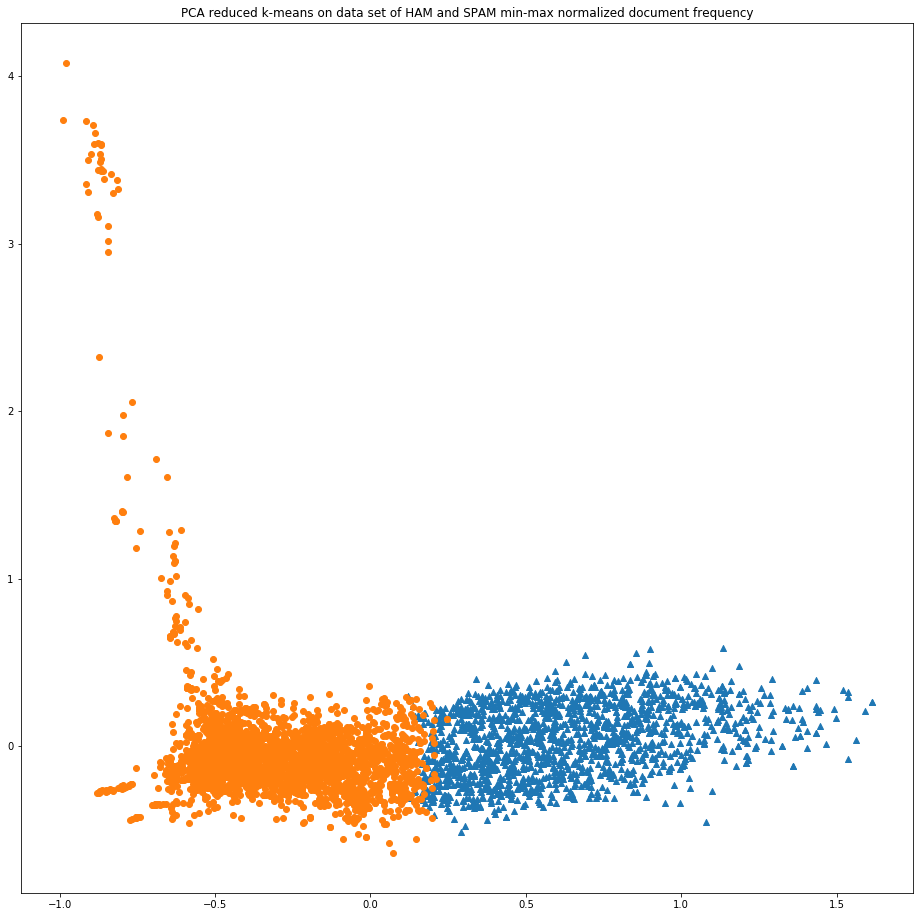 PCA reduced k-means on data set of HAM and SPAM min-max normalized document frequency
4
3
2
1
0
−1.0 −0.5 0.0 0.5 1.0 1.5